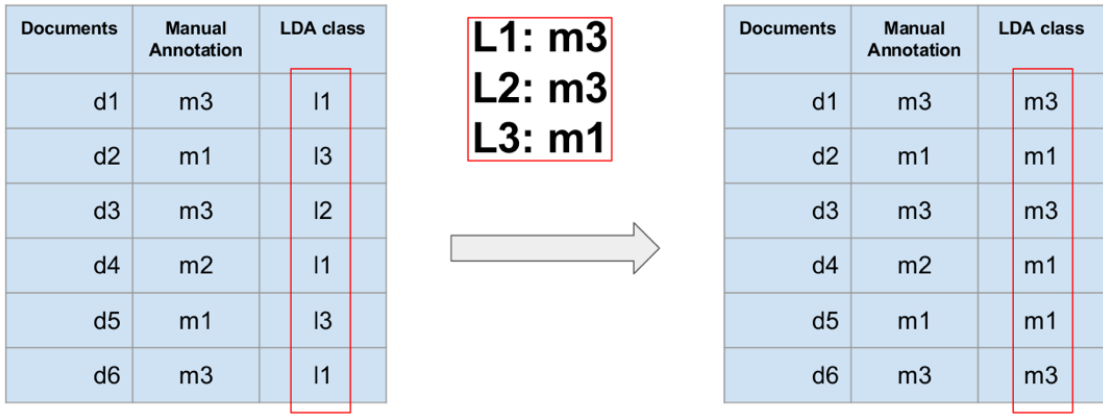 Documents Manual Annotation LDA class
d1 m3 l1
d2 m1 l3
d3 m3 l2
d4 m2 l1
d5 m1 l3
d6 m3 l1
L1: m3
L2: m3
L3: m1
Documents Manual Annotation LDA class
d1 m3 m3
d2 m1 m1
d3 m3 m3
d4 m2 m1
d5 m1 m1
d6 m3 m3